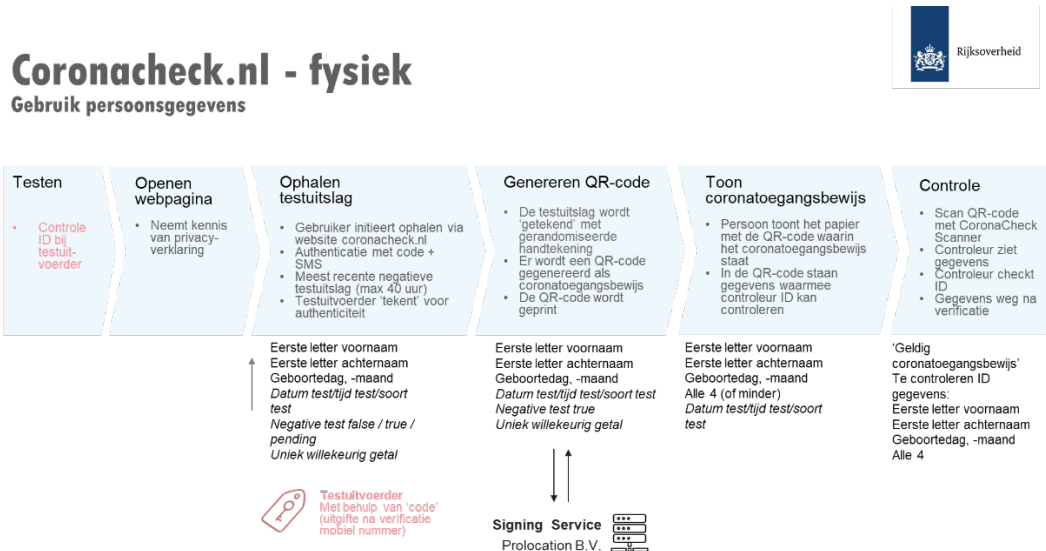 Coronacheck.nl - fysiek
Gebruik persoonsgegevens
Rijksoverheid
Testen
• Controle
ID bij
testuit-
voerder
Openen
webpagina
• Neemt kennis
van privacy-
verklaring
Ophalen
testuitslag
• Gebruiker initieert ophalen via
website coronacheck.nl
• Authenticatie met code +
SMS
• Meest recente negatieve
testuitslag (max 40 uur)
• Testuitvoerder 'tekent' voor
authenticiteit
Genereren QR-code
• De testuitslag wordt
'getekend' met
gerandomiseerde
handtekening
• Er wordt een QR-code
gegenereerd als
coronatoegangsbewijs
• De QR-code wordt
geprint
Toon
coronatoegangsbewijs
• Persoon toont het papier
met de QR-code waarin
het coronatoegangsbewijs
staat
• In de QR-code staan
gegevens waarmee
controleur ID kan
controleren
Controle
• Scan QR-code
met CoronaCheck
Scanner
• Controleur ziet
gegevens
• Controleur checkt
ID
• Gegevens weg na
verificatie
Eerste letter voornaam
Eerste letter achternaam
Geboortedag, -maand
Datum test/tijd test/soort
test
Negative test false / true /
pending
Uniek willekeurig getal
Eerste letter voornaam
Eerste letter achternaam
Geboortedag, -maand
Datum test/tijd test/soort test
Negative test true
Uniek willekeurig getal
Eerste letter voornaam
Eerste letter achternaam
Geboortedag, -maand
Alle 4 (of minder)
Datum test/tijd test/soort
test
'Geldig
coronatoegangsbewijs'
Te controleren ID
gegevens:
Eerste letter voornaam
Eerste letter achternaam
Geboortedag, -maand
Alle 4
Testuitvoerder
Met behulp van 'code'
(uitgifte na verificatie
mobiel nummer)
Signing Service
Prolocation B.V.